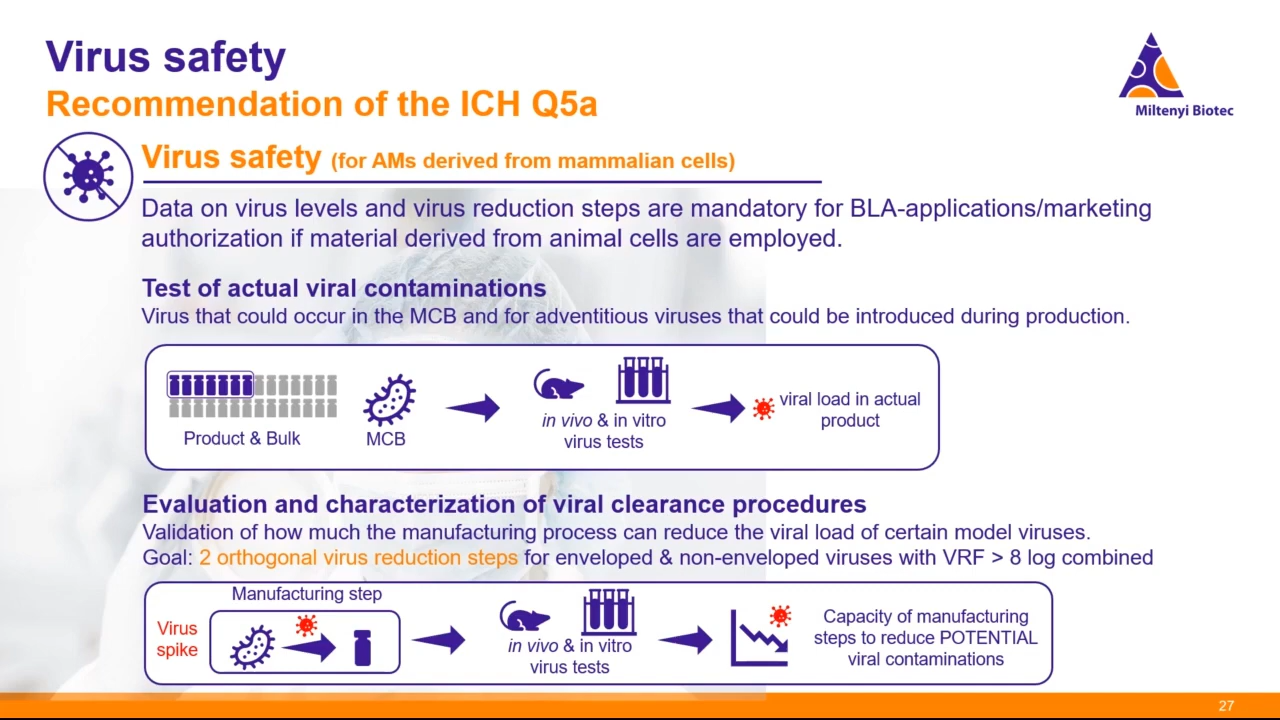 Virus safety
Recommendation of the ICH Q5a
Miltenyi Biotec
Virus safety (for AMs derived from mammalian cells)
Data on virus levels and virus reduction steps are mandatory for BLA-applications/marketing
authorization if material derived from animal cells are employed.
Test of actual viral contaminations
Virus that could occur in the MCB and for adventitious viruses that could be introduced during production.
Product & Bulk
MCB
in vivo & in vitro
virus tests
viral load in actual
product
Evaluation and characterization of viral clearance procedures
Validation of how much the manufacturing process can reduce the viral load of certain model viruses.
Goal: 2 orthogonal virus reduction steps for enveloped & non-enveloped viruses with VRF > 8 log combined
Manufacturing step
Virus
spike
in vivo & in vitro
virus tests
Capacity of manufacturing
steps to reduce POTENTIAL
viral contaminations
27